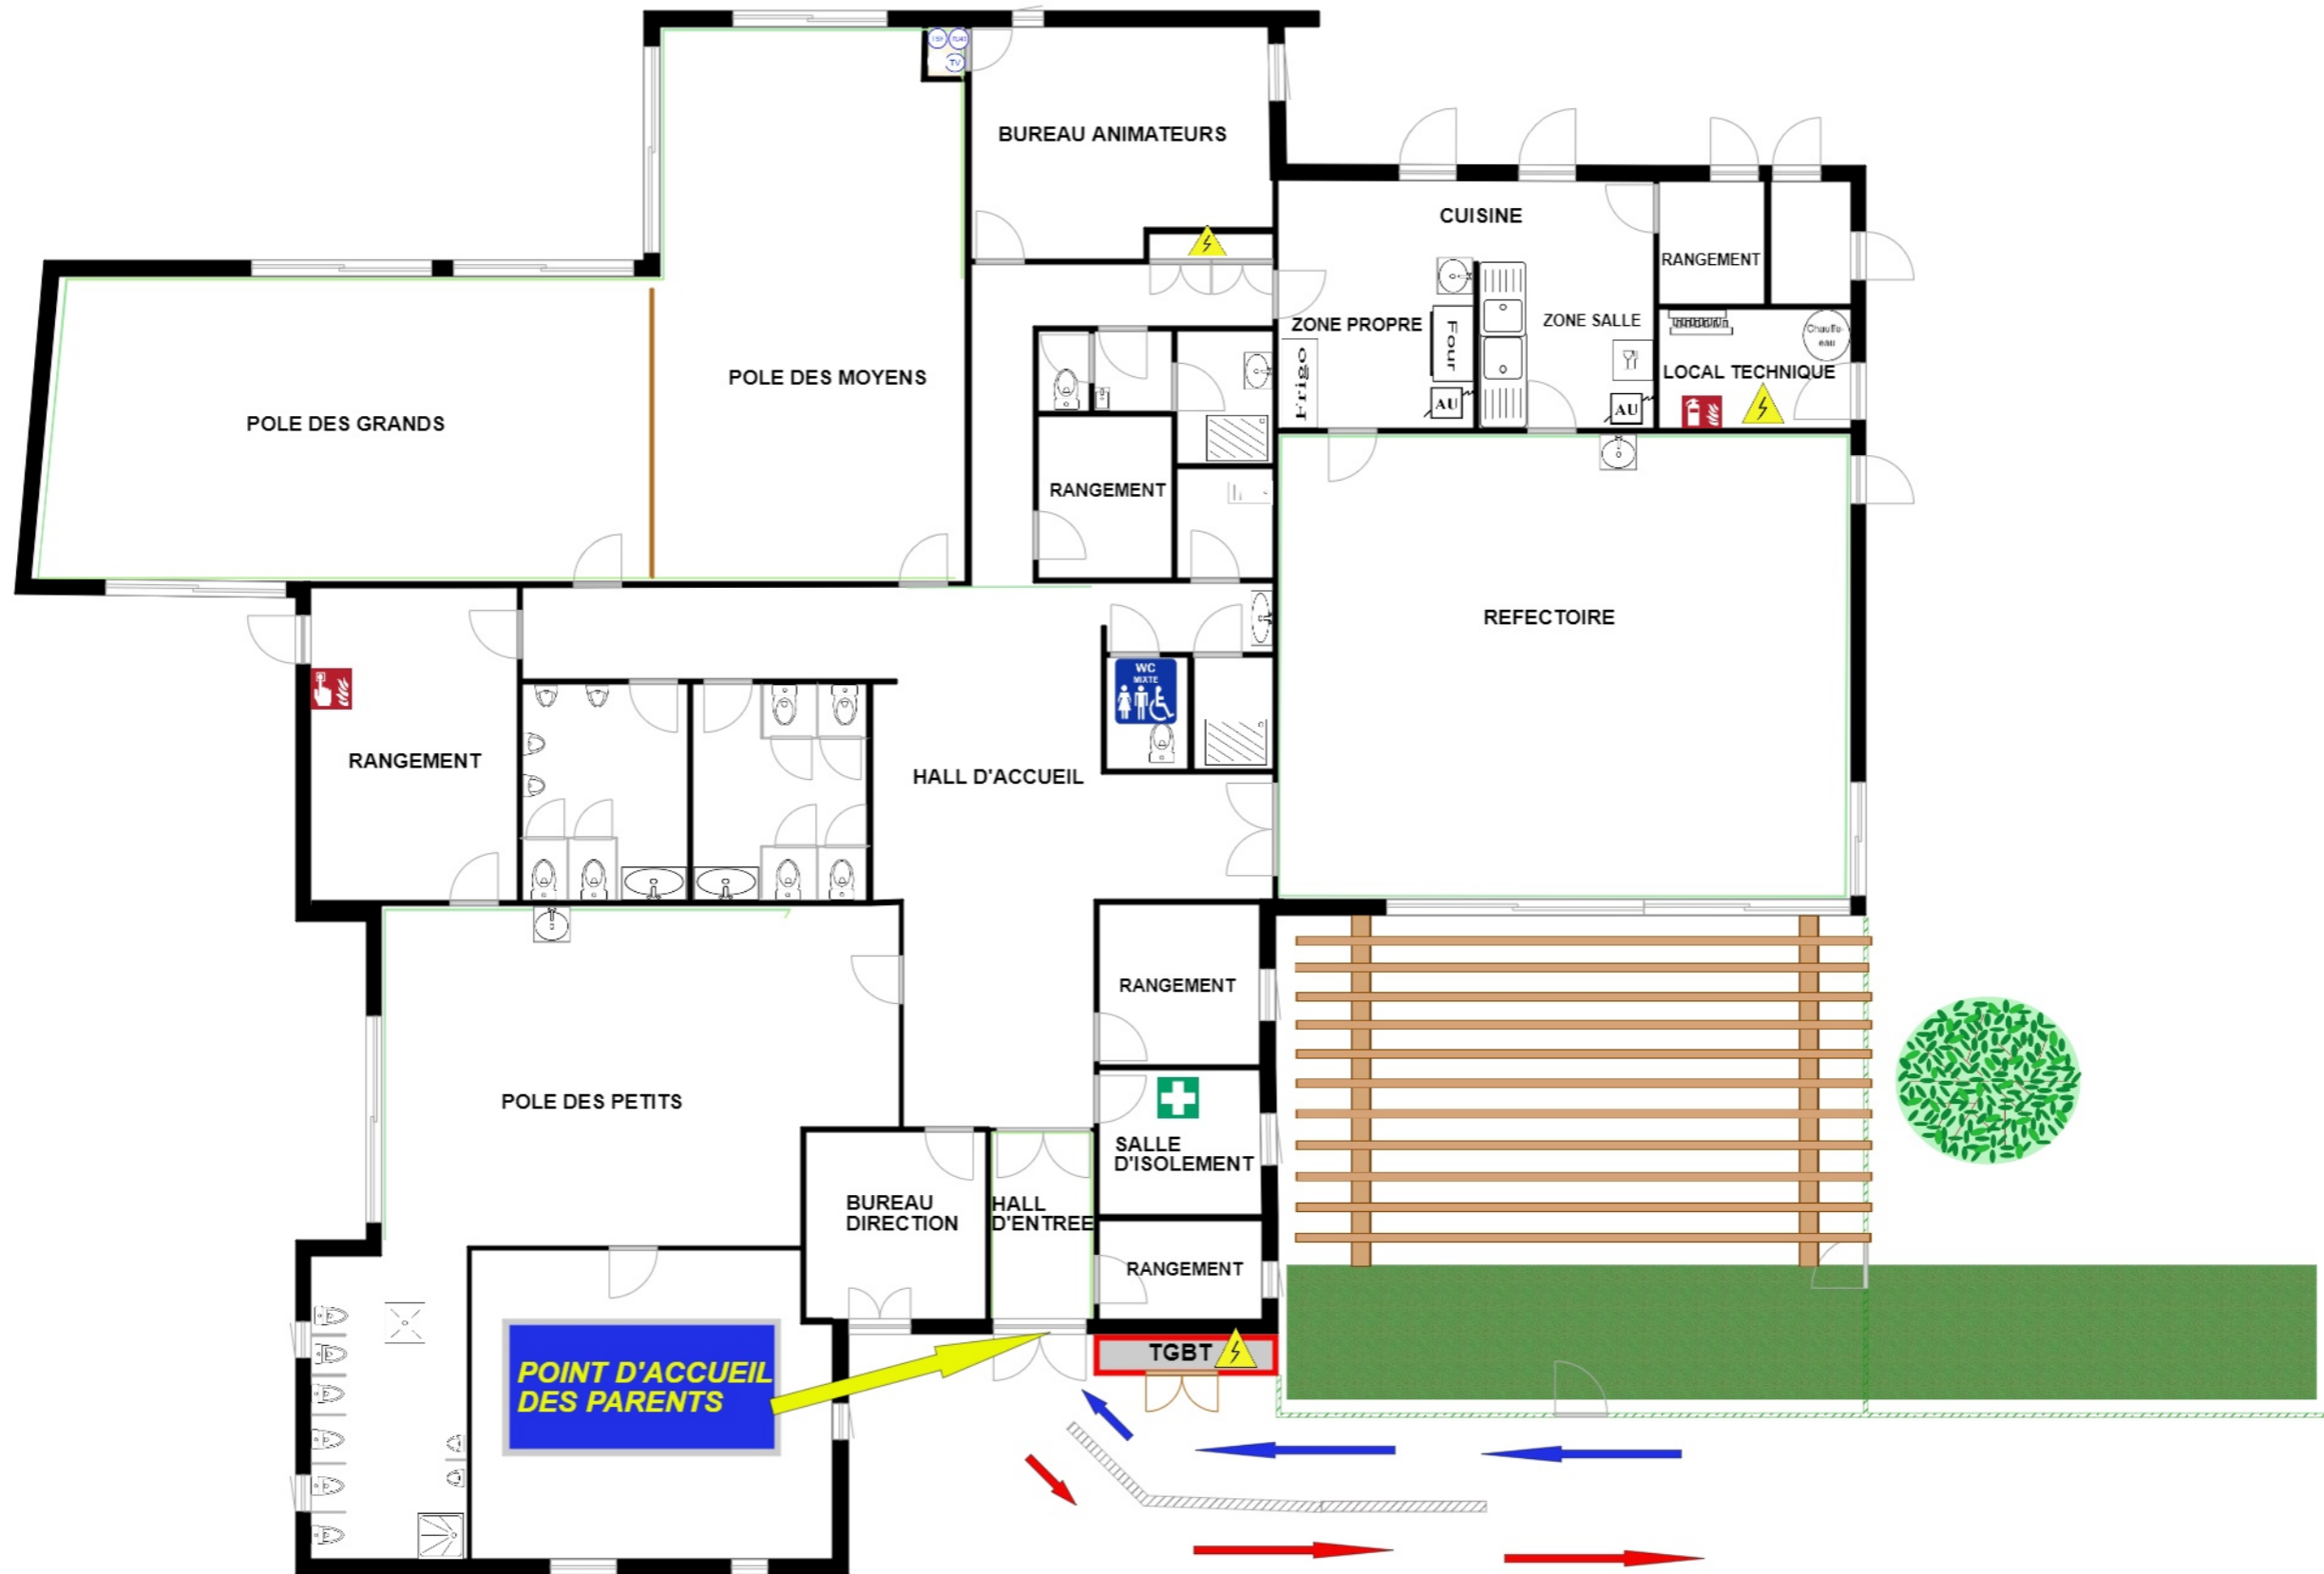 TV
BUREAU ANIMATEURS
CUISINE
RANGEMENT
ZONE PROPRE
ZONE SALLE
Four
Frigo
Chauffe-
eau
LOCAL TECHNIQUE
AU
AU
POLE DES MOYENS
POLE DES GRANDS
RANGEMENT
REFECTOIRE
WC
MIXTE
RANGEMENT
HALL D'ACCUEIL
RANGEMENT
POLE DES PETITS
SALLE
D'ISOLEMENT
BUREAU
DIRECTION
HALL
D'ENTREE
RANGEMENT
TGBT
POINT D'ACCUEIL
DES PARENTS